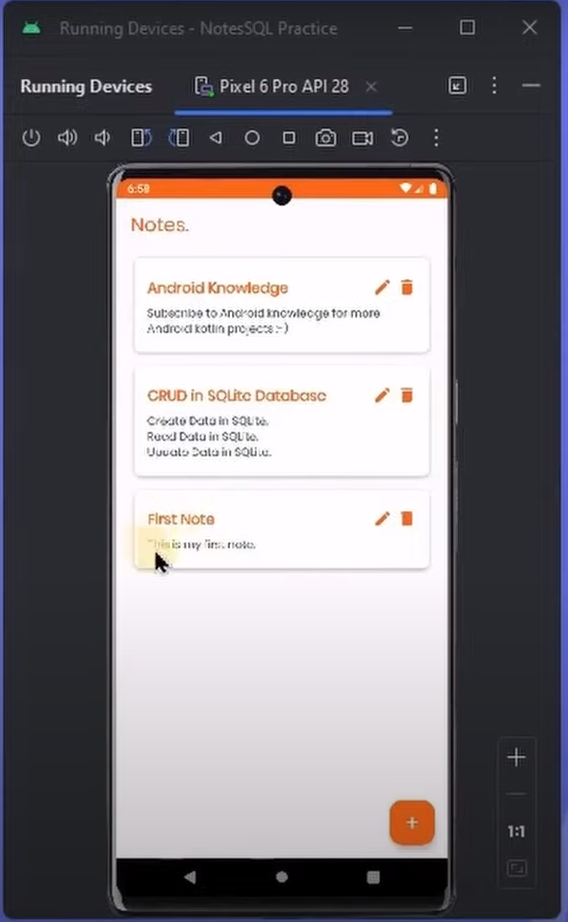 Running Devices - NotesSQL Practice
Running Devices
Pixel 6 Pro API 28
6:58
Notes.
Android Knowledge
Subscribe to Android knowledge for more
Android kotlin projects :-)
CRUD in SQLite Database
Create Data in SQLite.
Read Data in SQLite.
Update Data in SQLite.
First Note
This is my first note.
1:1